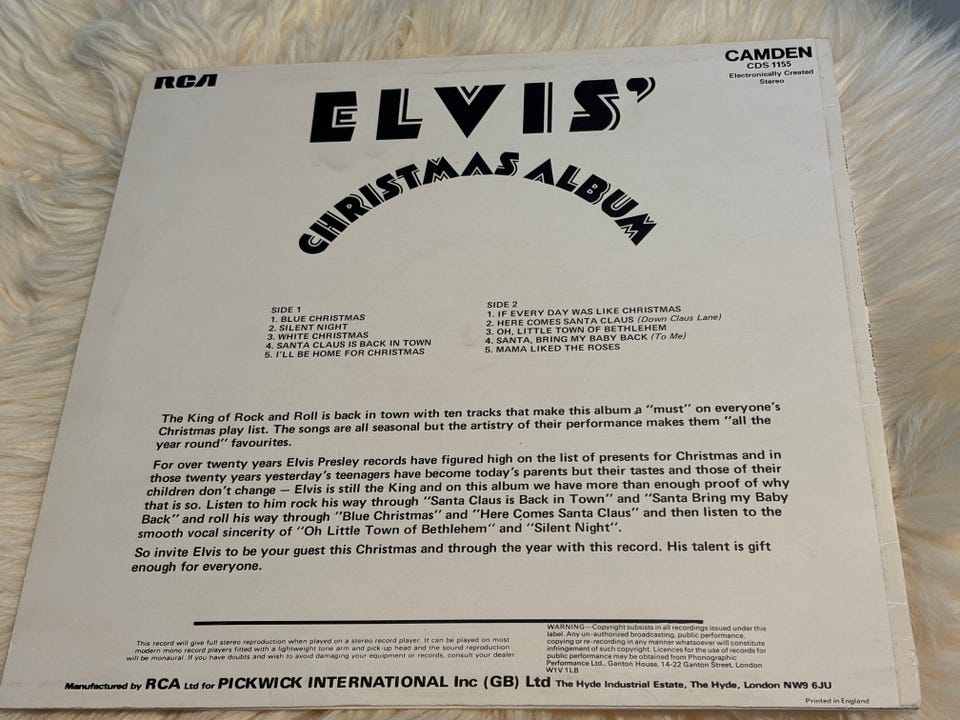 RCA
CAMDEN
CDS 1155
Electronically Created
Stereo
ELVIS'
CHRISTMAS ALBUM
SIDE 1
1. BLUE CHRISTMAS
2. SILENT NIGHT
3. WHITE CHRISTMAS
4. SANTA CLAUS IS BACK IN TOWN
5. I'LL BE HOME FOR CHRISTMAS
SIDE 2
1. IF EVERY DAY WAS LIKE CHRISTMAS
2. HERE COMES SANTA CLAUS (Down Claus Lane)
3. OH, LITTLE TOWN OF BETHLEHEM
4. SANTA, BRING MY BABY BACK (To Me)
5. MAMA LIKED THE ROSES
The King of Rock and Roll is back in town with ten tracks that make this album a "must" on everyone's
Christmas play list. The songs are all seasonal but the artistry of their performance makes them "all the
year round" favourites.
For over twenty years Elvis Presley records have figured high on the list of presents for Christmas and in
those twenty years yesterday's teenagers have become today's parents but their tastes and those of their
children don't change — Elvis is still the King and on this album we have more than enough proof of why
that is so. Listen to him rock his way through "Santa Claus is Back in Town" and "Santa Bring my Baby
Back" and roll his way through "Blue Christmas" and "Here Comes Santa Claus" and then listen to the
smooth vocal sincerity of "Oh Little Town of Bethlehem" and "Silent Night".
So invite Elvis to be your guest this Christmas and through the year with this record. His talent is gift
enough for everyone.
This record will give full stereo reproduction when played on a stereo record player. It can be played on most
modern mono record players fitted with a lightweight tone arm and pick-up head and the sound reproduction
will be monaural. If you have doubts and wish to avoid damaging your equipment or records, consult your dealer
WARNING—Copyright subsists in all recordings issued under this
label. Any un-authorized broadcasting, public performance,
copying or re-recording in any manner whatsoever will constitute
infringement of such copyright. Licences for the use of records for
public performance may be obtained from Phonographic
Performance Ltd., Ganton House, 14-22 Ganton Street, London
W1V 1LB
Manufactured by RCA Ltd for PICKWICK INTERNATIONAL Inc (GB) Ltd The Hyde Industrial Estate, The Hyde, London NW9 6JU
Printed in England